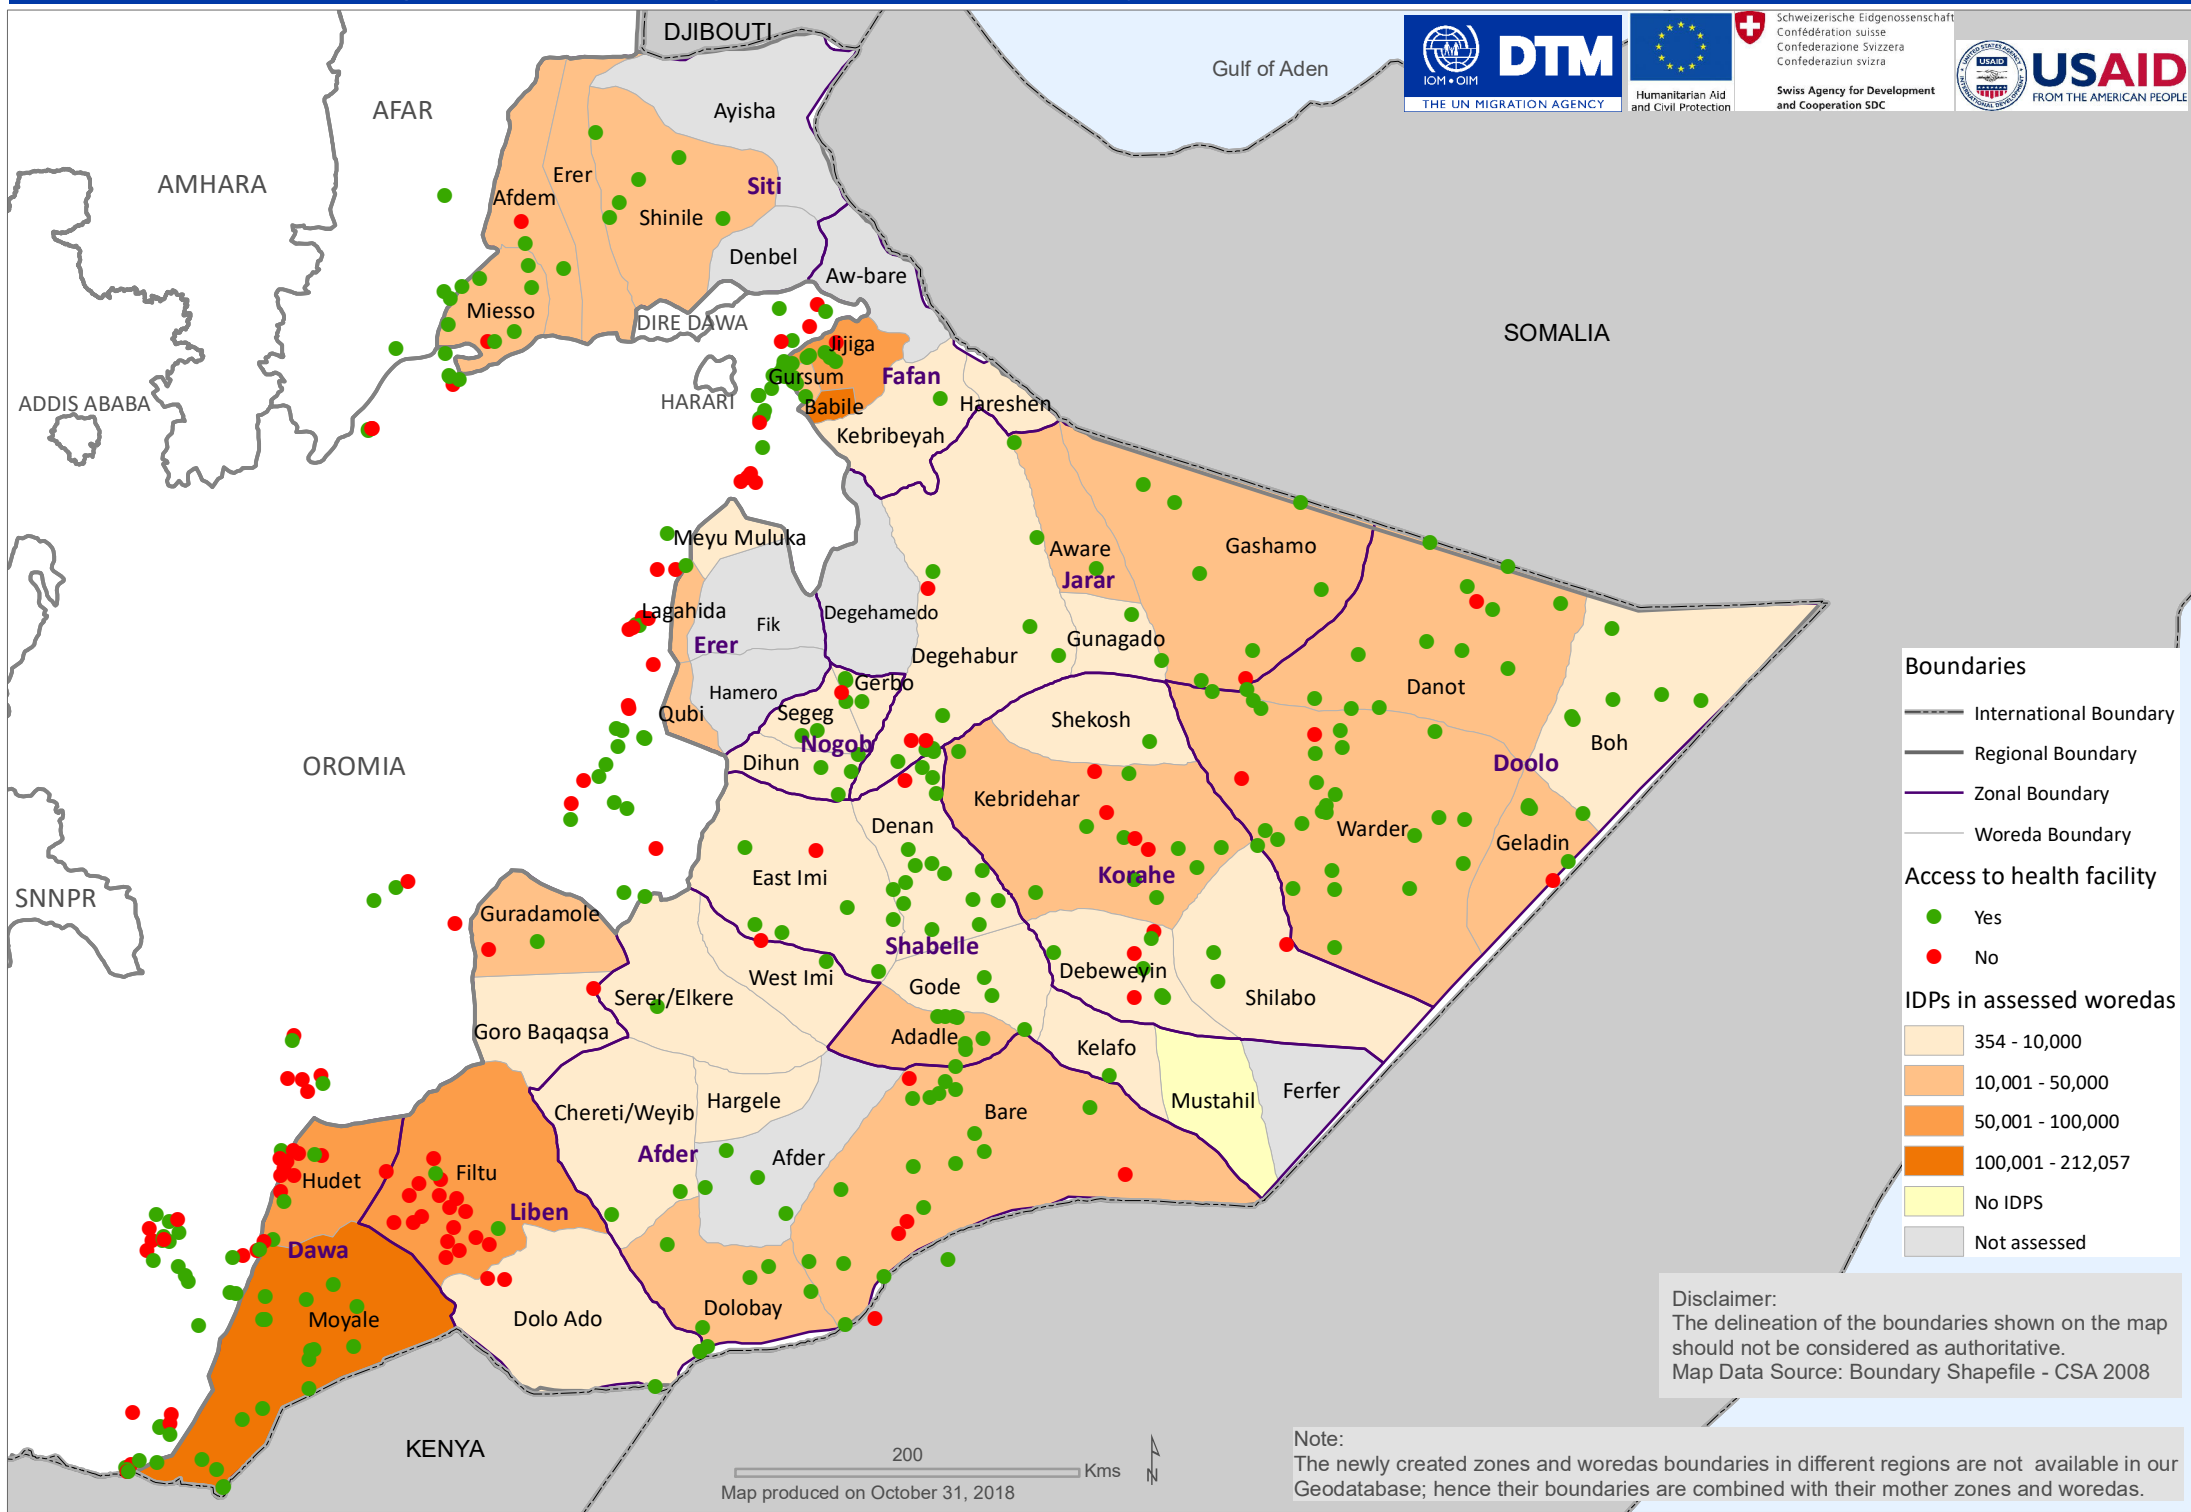 DJIBOUTI
Gulf of Aden
IOM • OIM
DTM
THE UN MIGRATION AGENCY
Humanitarian Aid
and Civil Protection
Schweizerische Eidgenossenschaft
Confédération suisse
Confederazione Svizzera
Confederaziun svizra
Swiss Agency for Development
and Cooperation SDC
USAID
USAID
FROM THE AMERICAN PEOPLE
AFAR
AMHARA
Ayisha
Erer
Siti
Afdem
Shinile
Denbel
Aw-bare
Miesso
DIRE DAWA
SOMALIA
Jijiga
Gursum
Fafan
HARARI
ADDIS ABABA
Babile
Hareshen
Kebribeyah
Meyu Muluka
Aware
Gashamo
Jarar
Lagahida
Fik
Degehamedo
Erer
Gunagado
Degehabur
Hamero
Gerbo
Danot
Qubi
Segeg
Shekosh
Nogob
Boh
OROMIA
Dihun
Doolo
Kebridehar
Denan
Warder
Geladin
East Imi
Korahe
SNNPR
Guradamole
Shabelle
West Imi
Debeweyin
Gode
Serer/Elkere
Shilabo
Goro Baqaqsa
Adadle
Kelafo
Ferfer
Mustahil
Hargele
Chereti/Weyib
Bare
Afder
Afder
Filtu
Hudet
Liben
Dawa
Dolobay
Dolo Ado
Moyale
KENYA
Boundaries
International Boundary
Regional Boundary
Zonal Boundary
Woreda Boundary
Access to health facility
Yes
No
IDPs in assessed woredas
354 - 10,000
10,001 - 50,000
50,001 - 100,000
100,001 - 212,057
No IDPS
Not assessed
Disclaimer:
The delineation of the boundaries shown on the map
should not be considered as authoritative.
Map Data Source: Boundary Shapefile - CSA 2008
200
Kms
N
Map produced on October 31, 2018
Note:
The newly created zones and woredas boundaries in different regions are not available in our
Geodatabase; hence their boundaries are combined with their mother zones and woredas.